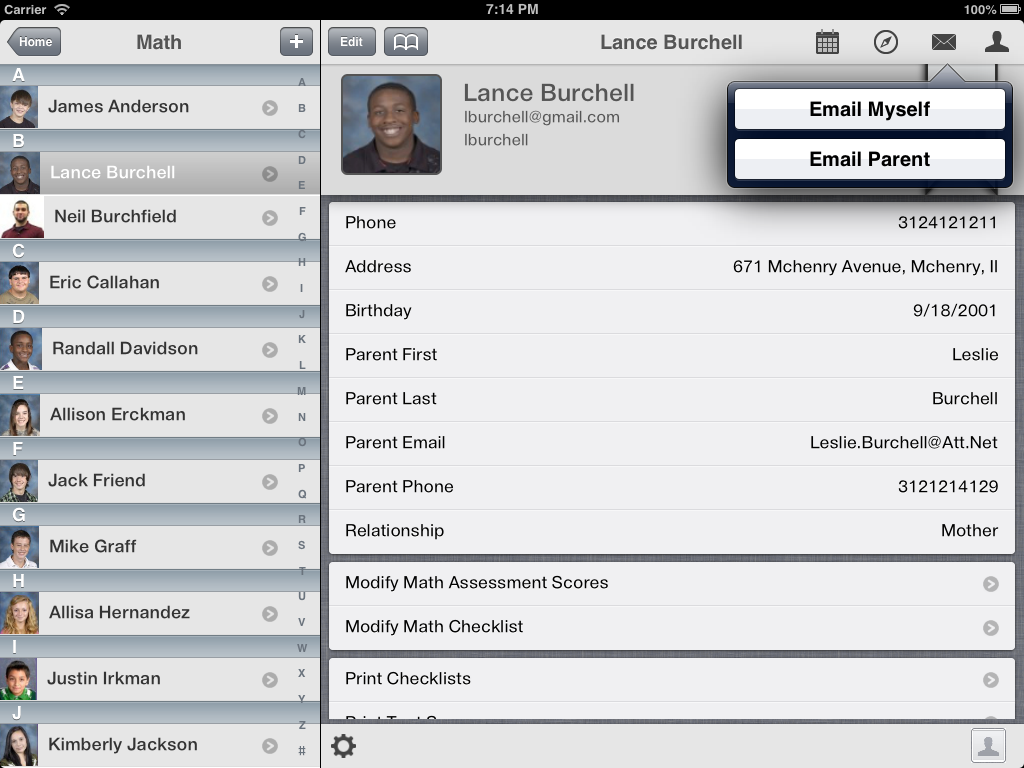 Carrier 7:14 PM 100%
Home Math + Edit Lance Burchell
A
James Anderson
B
Lance Burchell
Neil Burchfield
C
Eric Callahan
D
Randall Davidson
E
Allison Erckman
F
Jack Friend
G
Mike Graff
H
Allisa Hernandez
I
Justin Irkman
J
Kimberly Jackson
A
B
C
D
E
F
G
H
I
J
K
L
M
N
O
P
Q
R
S
T
U
V
W
X
Y
Z
#
Lance Burchell
lburchell@gmail.com
lburchell
Email Myself
Email Parent
Phone 3124121211
Address 671 Mchenry Avenue, Mchenry, Il
Birthday 9/18/2001
Parent First Leslie
Parent Last Burchell
Parent Email Leslie.Burchell@Att.Net
Parent Phone 3121214129
Relationship Mother
Modify Math Assessment Scores
Modify Math Checklist
Print Checklists